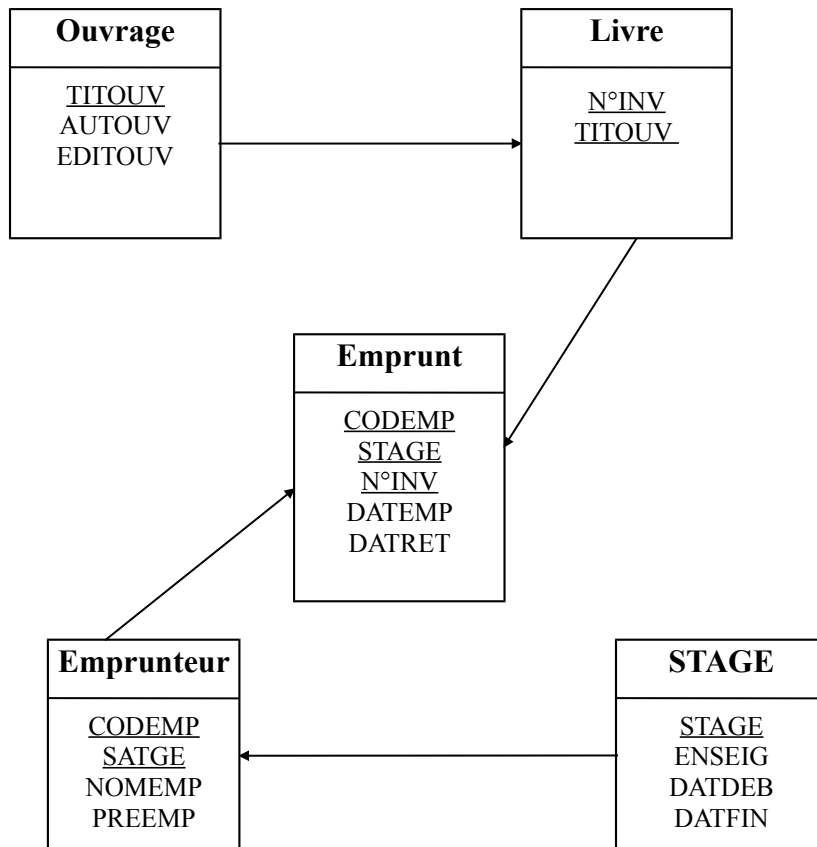 Ouvrage
TITOUV
AUTOUV
EDITOUV
Livre
N°INV
TITOUV
Emprunt
CODEMP
STAGE
N°INV
DATEMP
DATRET
Emprunteur
CODEMP
SATGE
NOMEMP
PREEMP
STAGE
STAGE
ENSEIG
DATDEB
DATFIN